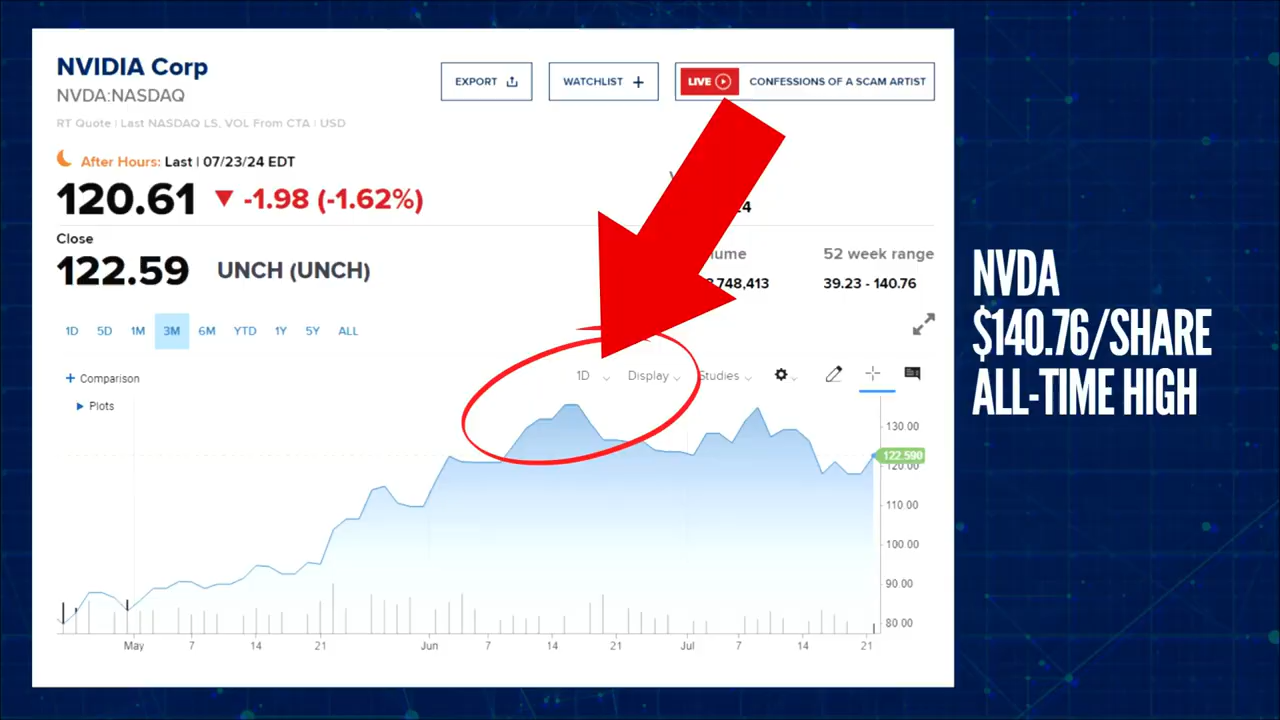 NVIDIA Corp
NVDA:NASDAQ
RT Quote | Last NASDAQ LS, VOL From CTA | USD
EXPORT
WATCHLIST +
LIVE
CONFESSIONS OF A SCAM ARTIST
After Hours: Last | 07/23/24 EDT
120.61 ▼ -1.98 (-1.62%)
Close
122.59 UNCH (UNCH)
52 week range
748,413
39.23 - 140.76
1D 5D 1M 3M 6M YTD 1Y 5Y ALL
+ Comparison
1D Display Studies
Plots
130.00
122.590
120.00
110.00
100.00
90.00
80.00
May 7 14 21 Jun 7 14 21 Jul 7 14 21
NVDA
$140.76/SHARE
ALL-TIME HIGH